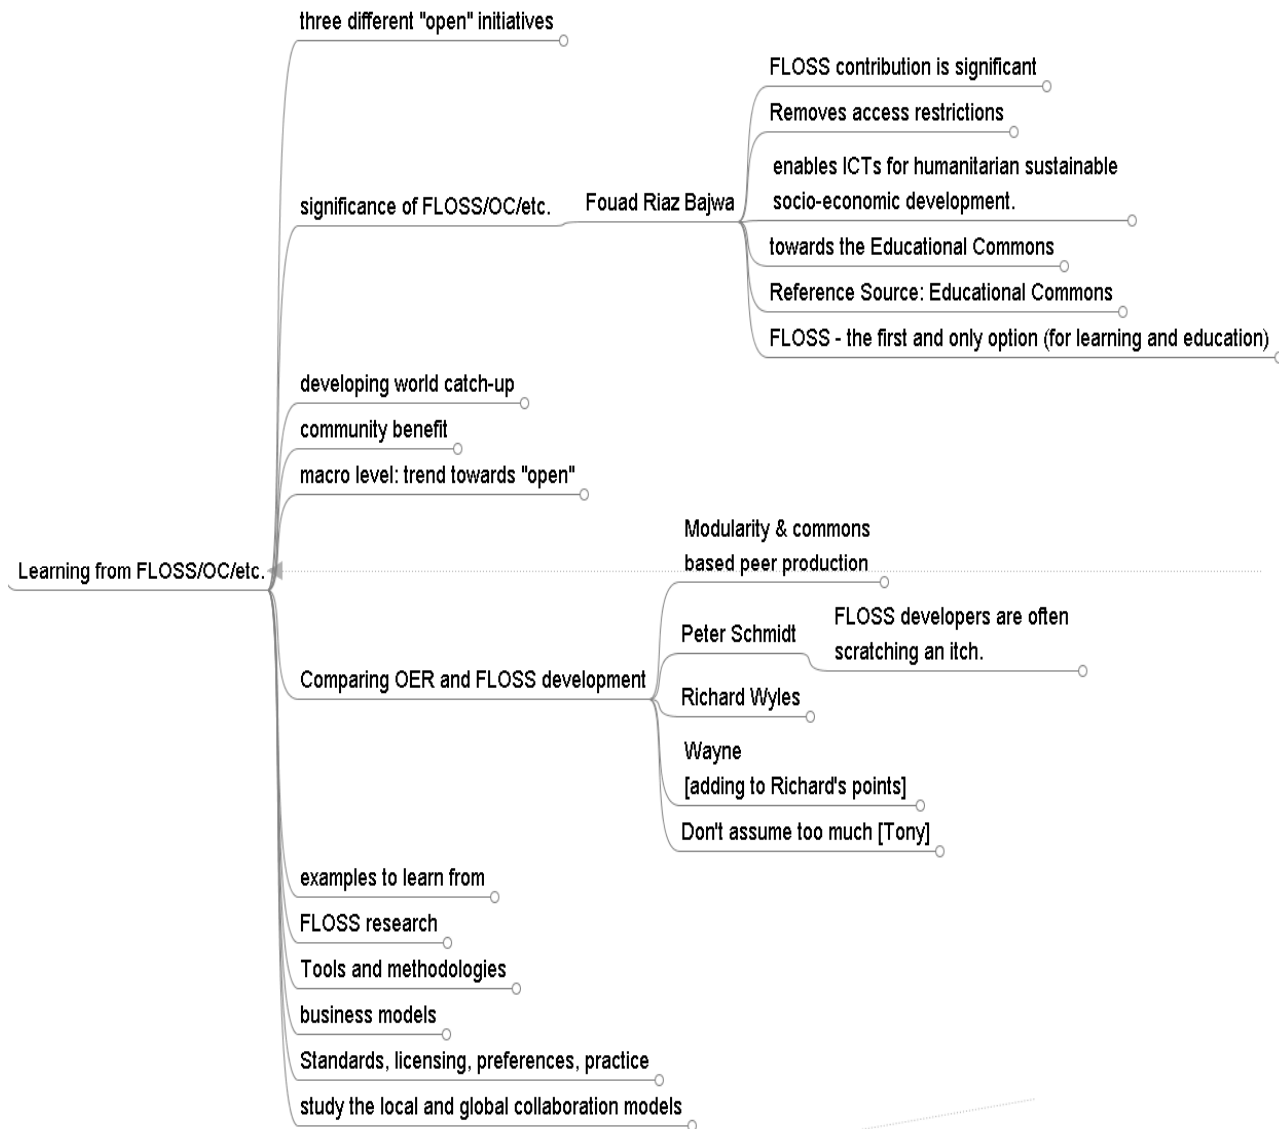 three different "open" initiatives
FLOSS contribution is significant
Removes access restrictions
enables ICTs for humanitarian sustainable
socio-economic development.
significance of FLOSS/OC/etc.
Fouad Riaz Bajwa
towards the Educational Commons
Reference Source: Educational Commons
FLOSS - the first and only option (for learning and education)
developing world catch-up
community benefit
macro level: trend towards "open"
Learning from FLOSS/OC/etc.
Modularity & commons
based peer production
Peter Schmidt
FLOSS developers are often
scratching an itch.
Comparing OER and FLOSS development
Richard Wyles
Wayne
[adding to Richard's points]
Don't assume too much [Tony]
examples to learn from
FLOSS research
Tools and methodologies
business models
Standards, licensing, preferences, practice
study the local and global collaboration models